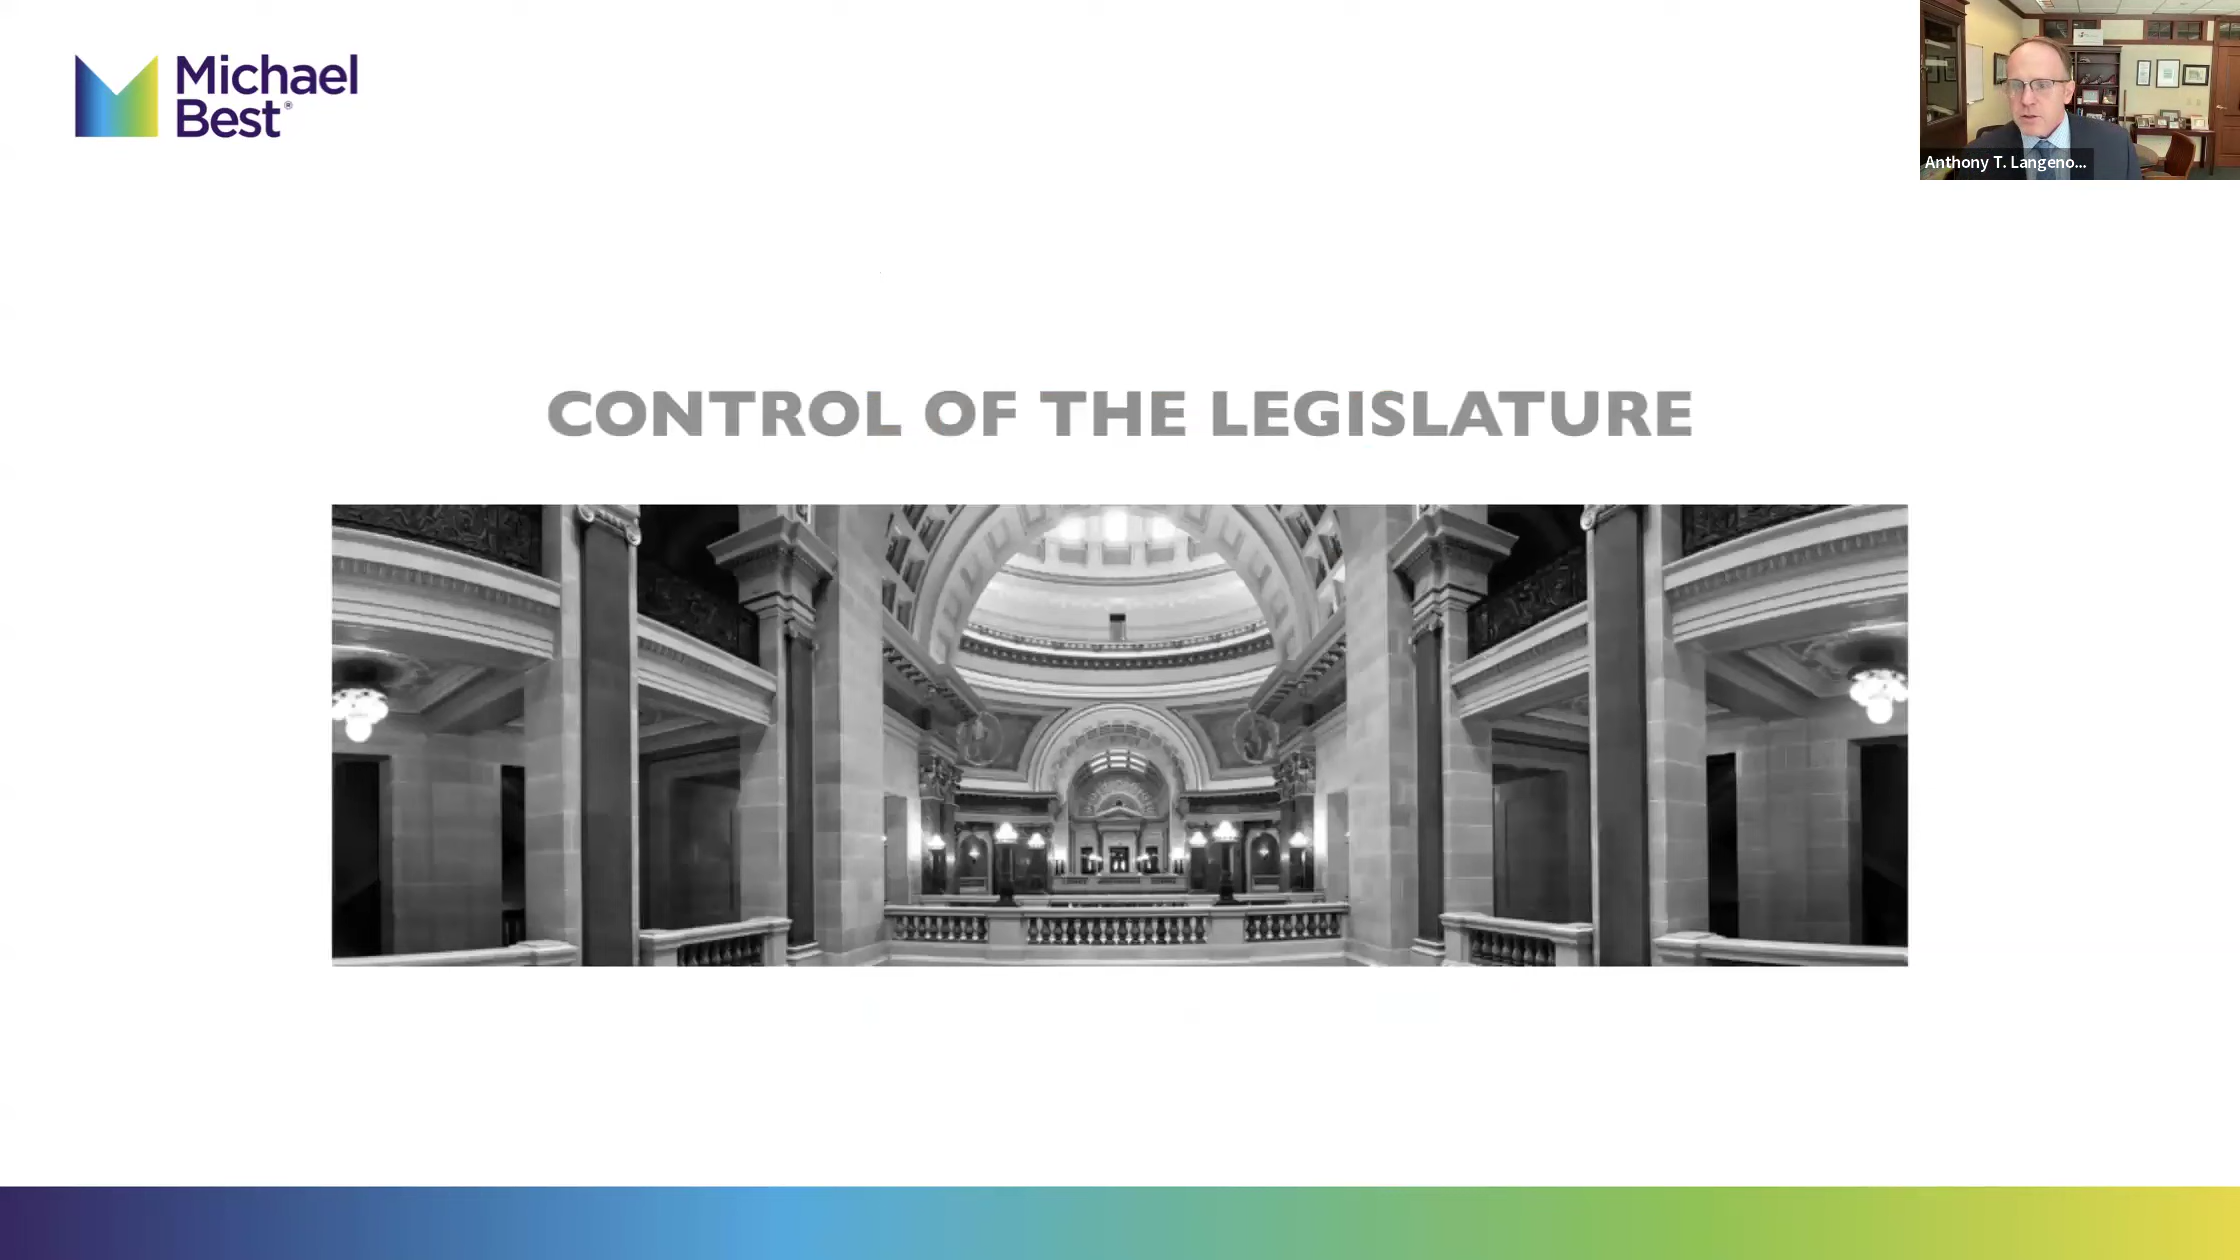 Michael
Best®
Anthony T. Langeno...
CONTROL OF THE LEGISLATURE